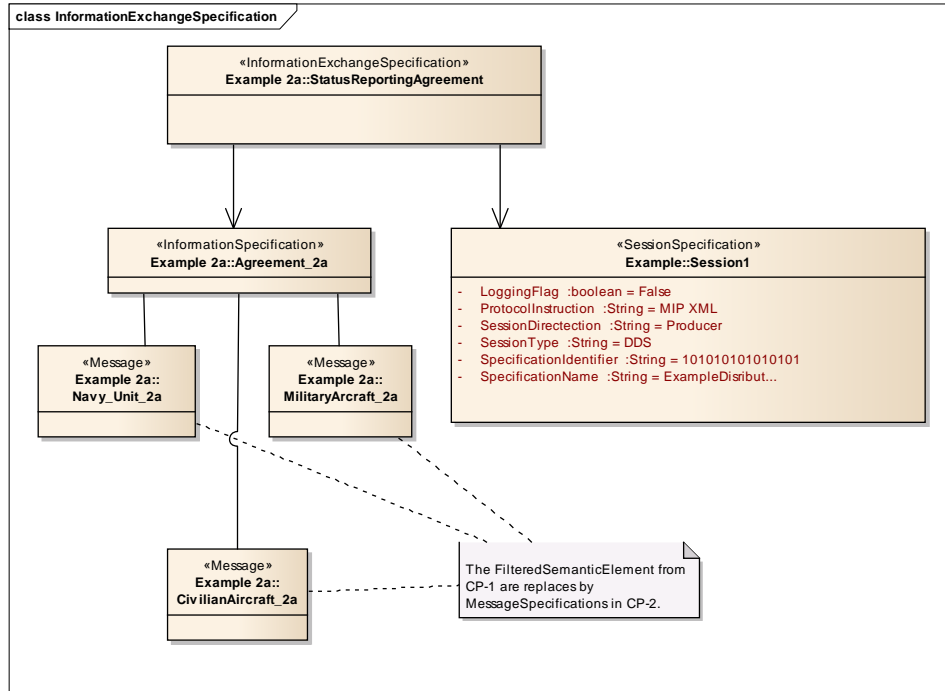 class InformationExchangeSpecification
«InformationExchangeSpecification»
Example 2a::StatusReportingAgreement
«InformationSpecification»
Example 2a::Agreement_2a
«SessionSpecification»
Example::Session1
- LoggingFlag :boolean = False
- ProtocolInstruction :String = MIP XML
- SessionDirectection :String = Producer
- SessionType :String = DDS
- SpecificationIdentifier :String = 101010101010101
- SpecificationName :String = ExampleDisribut...
«Message»
Example 2a::
Navy_Unit_2a
«Message»
Example 2a::
MilitaryArcraft_2a
«Message»
Example 2a::
CivilianAircraft_2a
The FilteredSemanticElement from
CP-1 are replaces by
MessageSpecifications in CP-2.